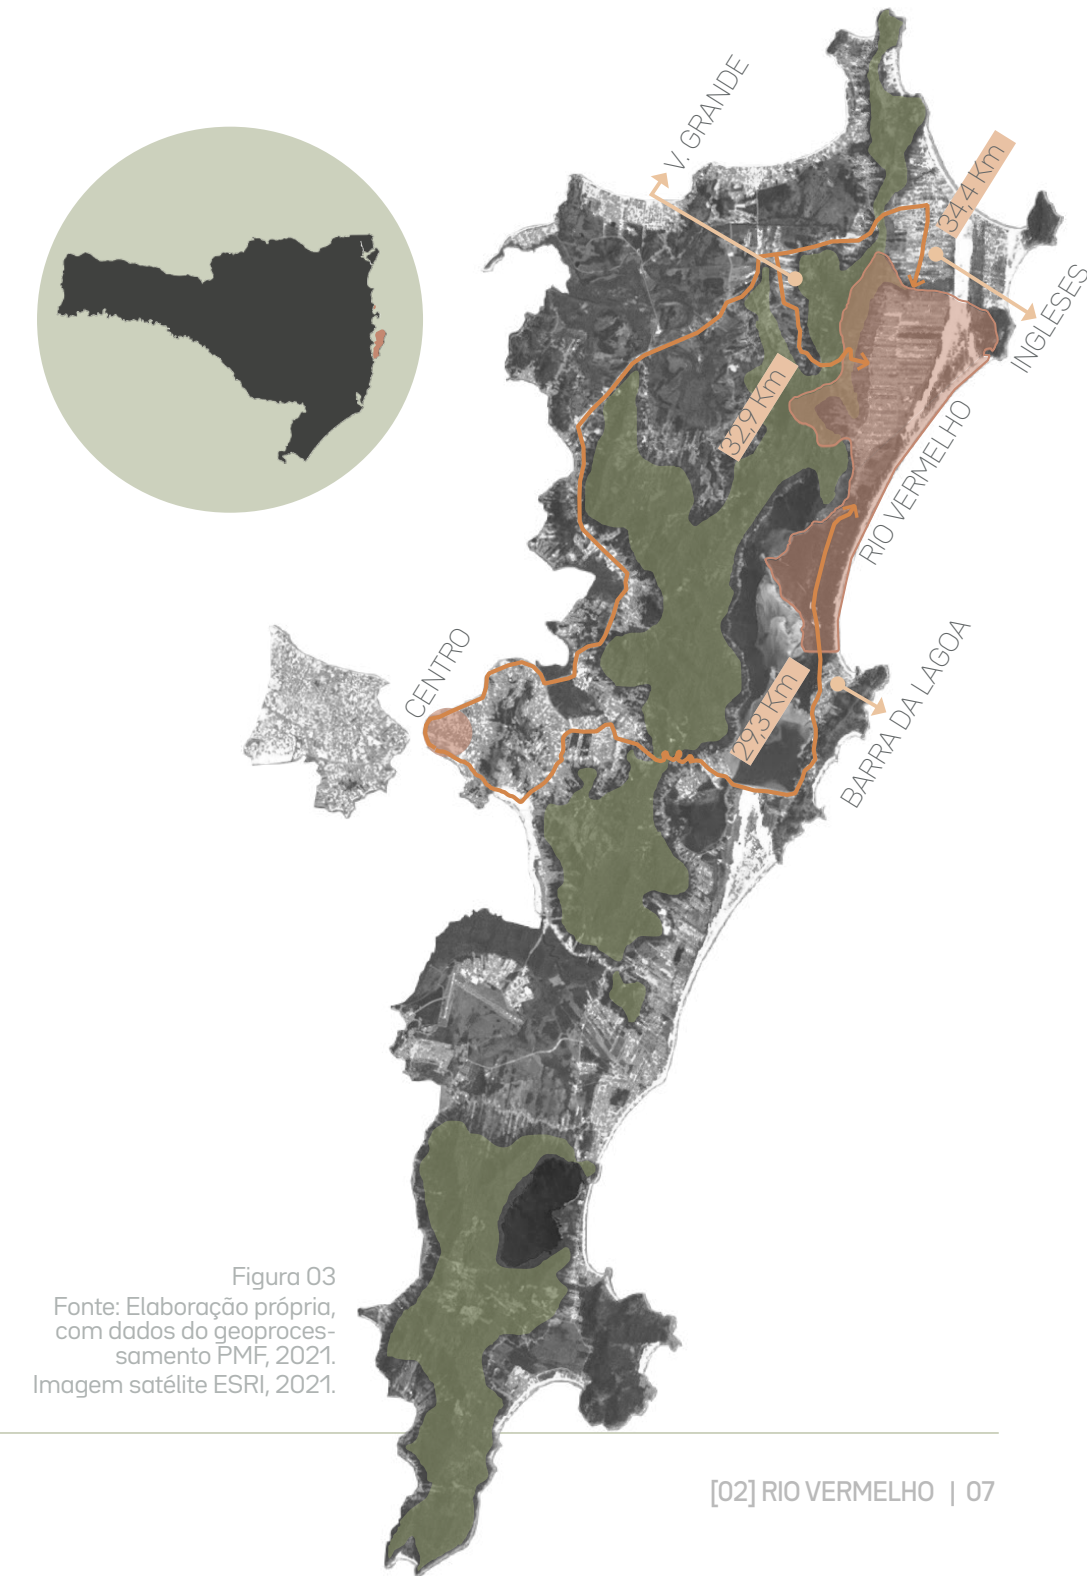 V. GRANDE
34,4 Km
INGLESES
32,9 Km
RIO VERMELHO
CENTRO
29,3 Km
BARRA DA LAGOA
Figura 03
Fonte: Elaboração própria,
com dados do geoproces-
samento PMF, 2021.
Imagem satélite ESRI, 2021.
[02] RIO VERMELHO | 07